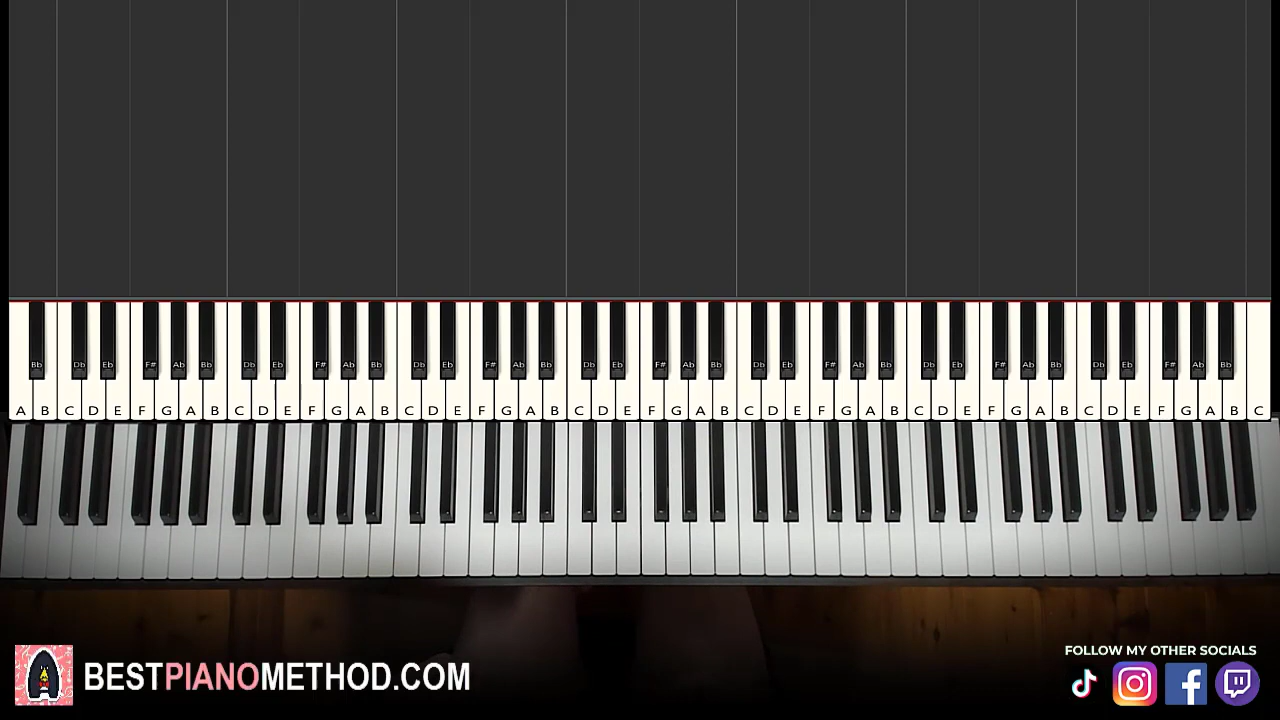 Bb Db Eb F# Ab Bb Db Eb F# Ab Bb Db Eb F# Ab Bb Db Eb F# Ab Bb Db Eb F# Ab Bb Db Eb F# Ab Bb Db Eb F# Ab Bb
A B C D E F G A B C D E F G A B C D E F G A B C D E F G A B C D E F G A B C D E F G A B C D E F G A B C
FOLLOW MY OTHER SOCIALS
BESTPIANOMETHOD.COM